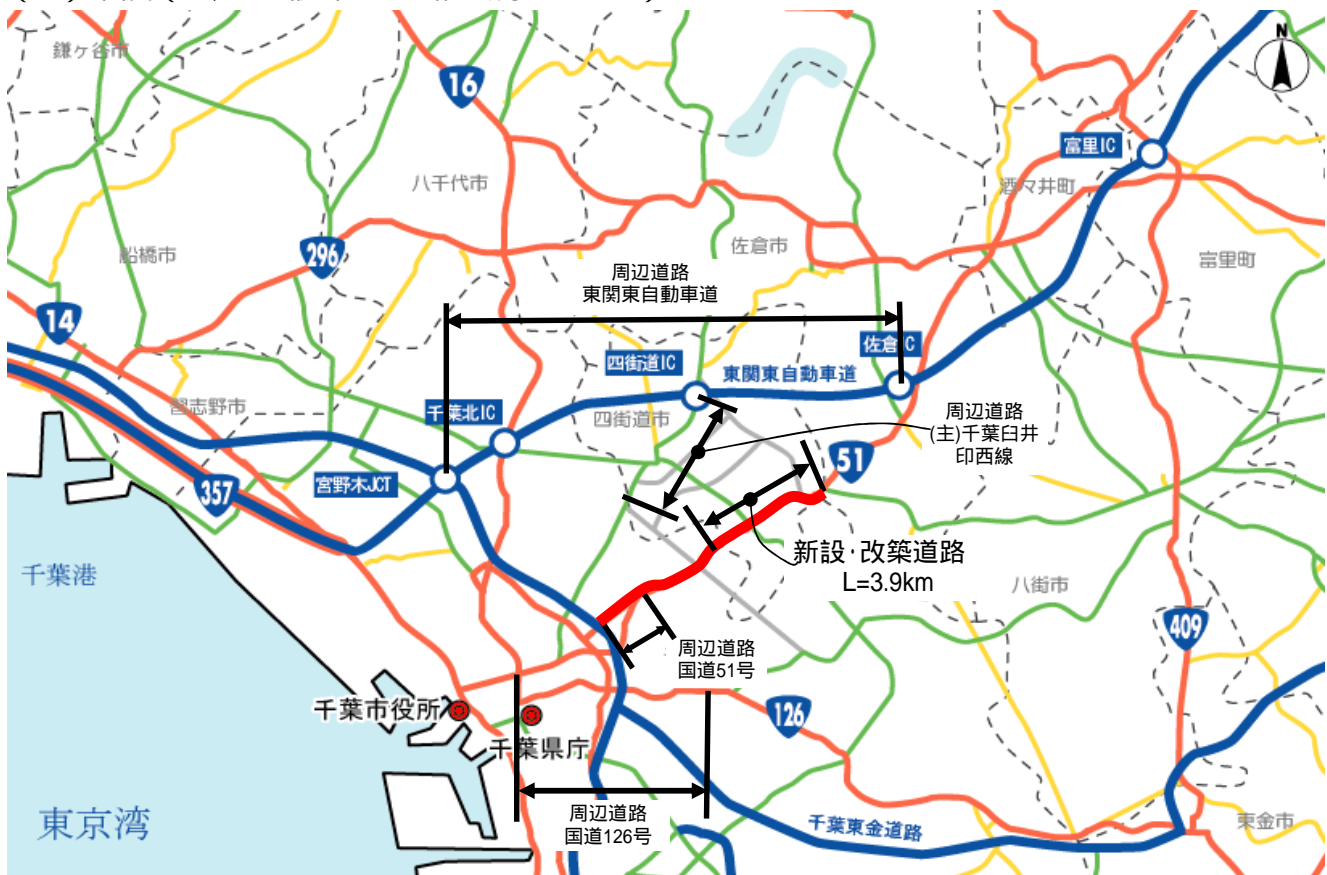 N
鎌ヶ谷市
16
富里IC
八千代市
酒々井町
船橋市
296
佐倉市
富里町
周辺道路
東関東自動車道
14
四街道IC
佐倉IC
東関東自動車道
習志野市
千葉北IC
四街道市
周辺道路
(主)千葉臼井
印西線
51
宮野木JCT
357
新設・改築道路
L=3.9km
千葉港
八街市
409
周辺道路
国道51号
千葉市役所
126
千葉県庁
周辺道路
国道126号
東京湾
千葉東金道路
東金市